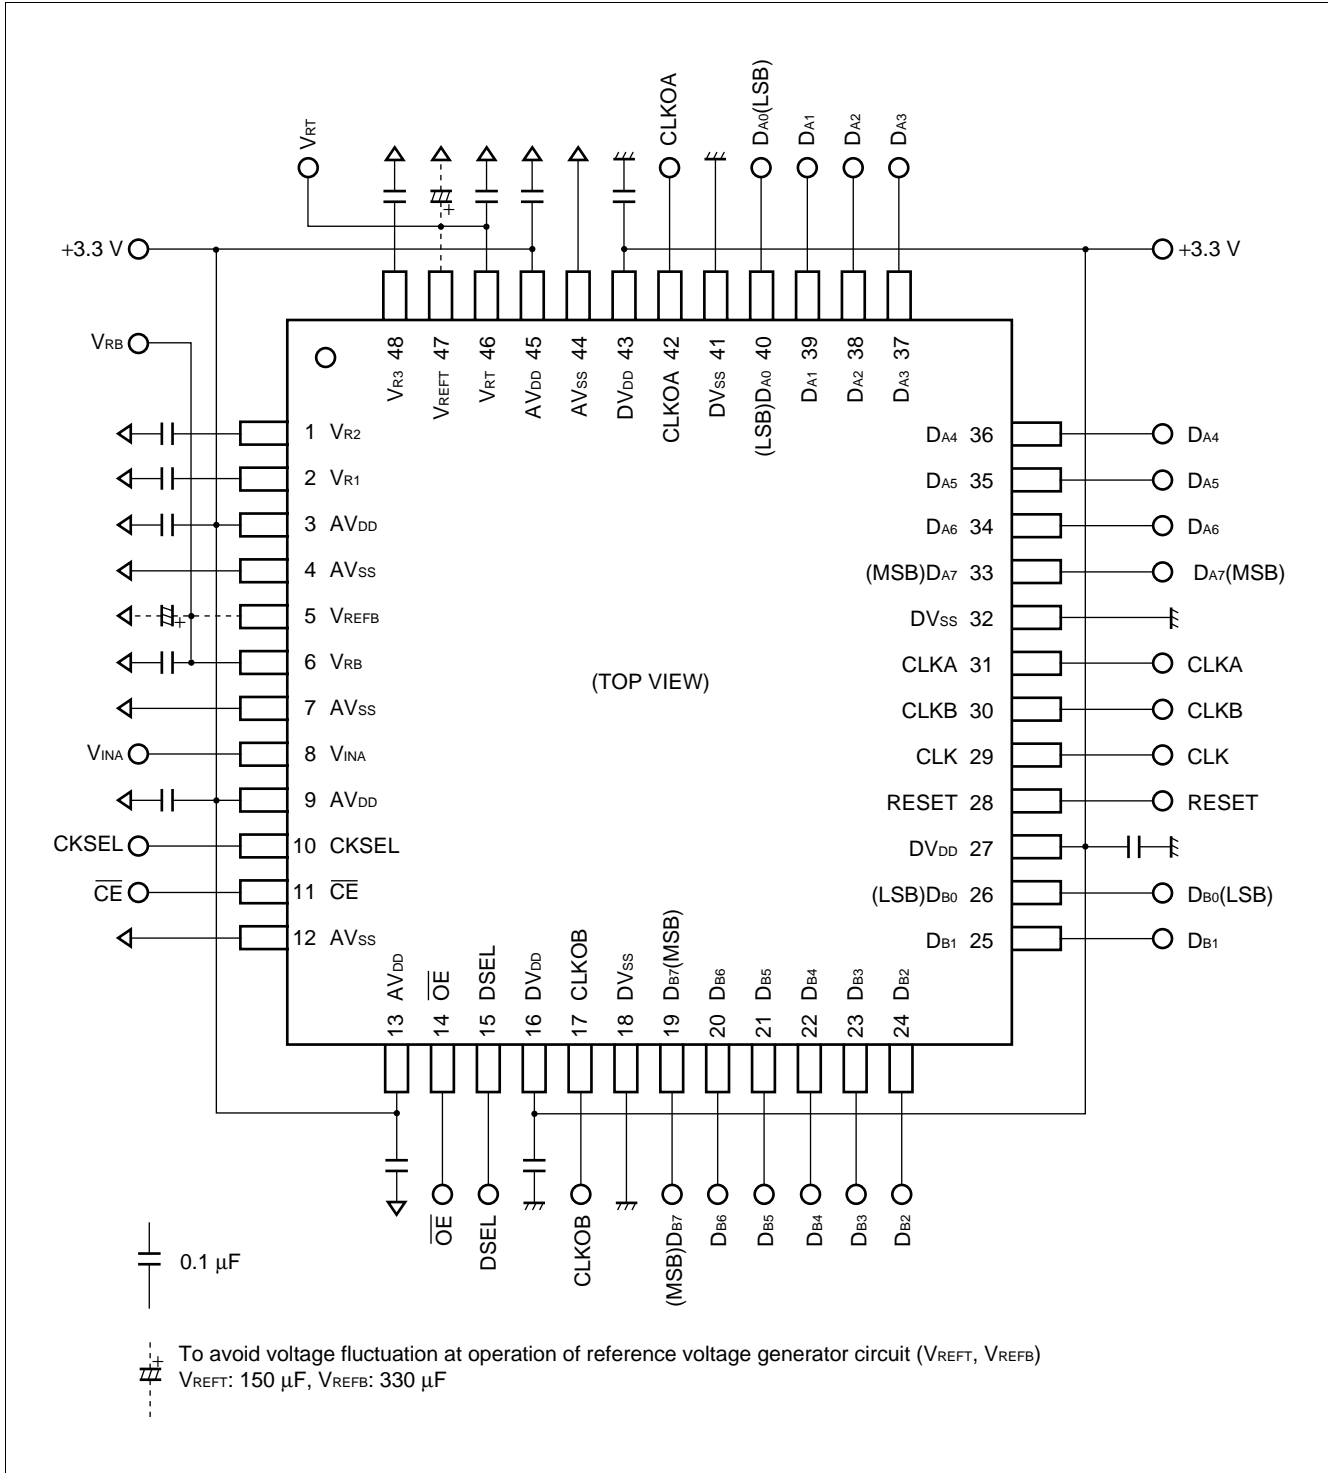 VRT
CLKOA
DA0(LSB)
DA1
DA2
DA3
+
+3.3 V
+3.3 V
VRB
VR3 48
VREFT 47
VRT 46
AVDD 45
AVSS 44
DVDD 43
CLKOA 42
DVSS 41
(LSB)DA0 40
DA1 39
DA2 38
DA3 37
1 VR2
2 VR1
3 AVDD
4 AVSS
+
5 VREFB
6 VRB
7 AVSS
VINA
8 VINA
9 AVDD
CKSEL
10 CKSEL
CE
11 CE
12 AVSS
(TOP VIEW)
DA4 36
DA4
DA5 35
DA5
DA6 34
DA6
(MSB)DA7 33
DA7(MSB)
DVSS 32
CLKA 31
CLKA
CLKB 30
CLKB
CLK 29
CLK
RESET 28
RESET
DVDD 27
(LSB)DB0 26
DB0(LSB)
DB1 25
DB1
13 AVDD
14 OE
15 DSEL
16 DVDD
17 CLKOB
18 DVSS
19 DB7(MSB)
20 DB6
21 DB5
22 DB4
23 DB3
24 DB2
OE
DSEL
CLKOB
(MSB)DB7
DB6
DB5
DB4
DB3
DB2
0.1 µF
+
To avoid voltage fluctuation at operation of reference voltage generator circuit (VREFT, VREFB)
VREFT: 150 µF, VREFB: 330 µF